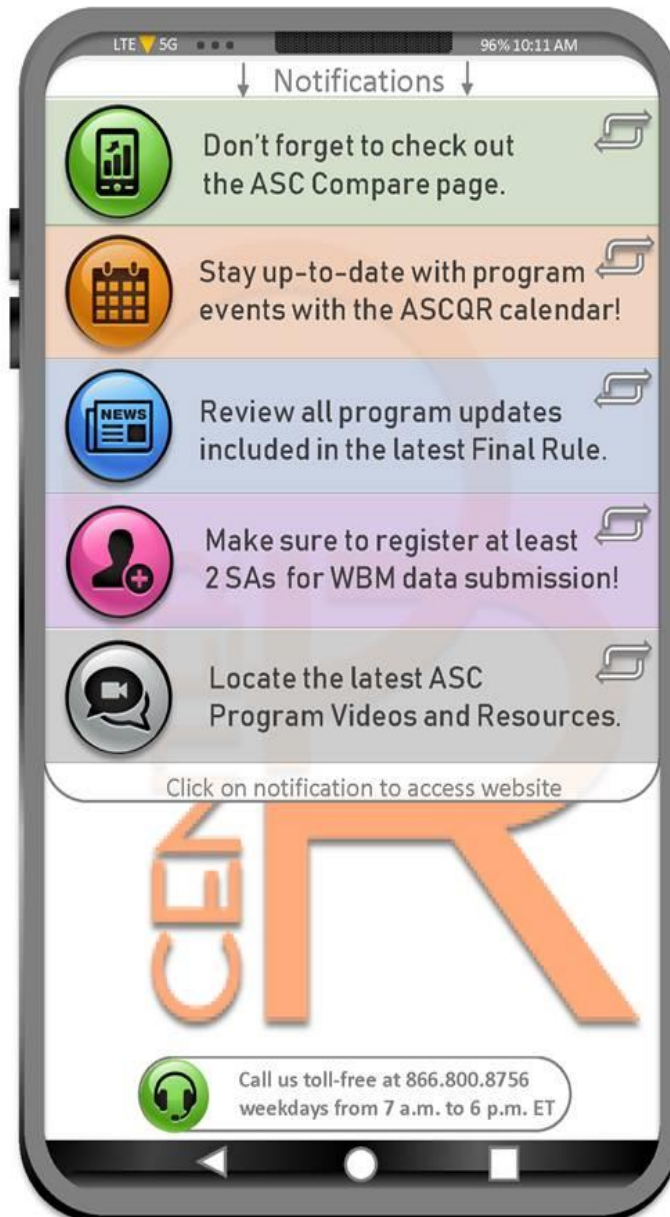 LTE 5G 96% 10:11 AM
Notifications
Don't forget to check out
the ASC Compare page.
Stay up-to-date with program
events with the ASCQR calendar!
NEWS
Review all program updates
included in the latest Final Rule.
Make sure to register at least
2 SAs for WBM data submission!
Locate the latest ASC
Program Videos and Resources.
Click on notification to access website
Call us toll-free at 866.800.8756
weekdays from 7 a.m. to 6 p.m. ET